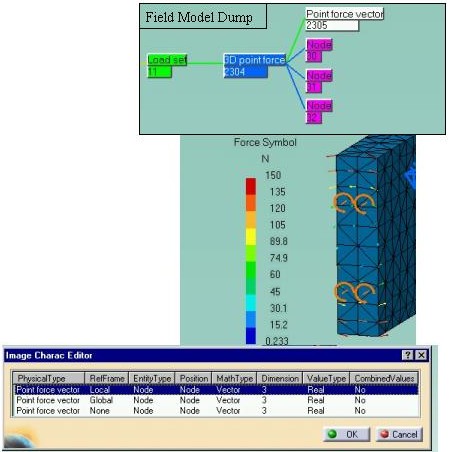 Field Model Dump
Point force vector
2305
Load set
11
3D point force
2304
Node
30
Node
31
Node
32
Force Symbol
N
150
135
120
105
89.8
74.9
60
45
30.1
15.2
0.233
Image Charac Editor
PhysicalType RefFrame EntityType Position MathType Dimension ValueType CombinedValues
Point force vector Local Node Node Vector 3 Real No
Point force vector Global Node Node Vector 3 Real No
Point force vector None Node Node Vector 3 Real No
OK Cancel